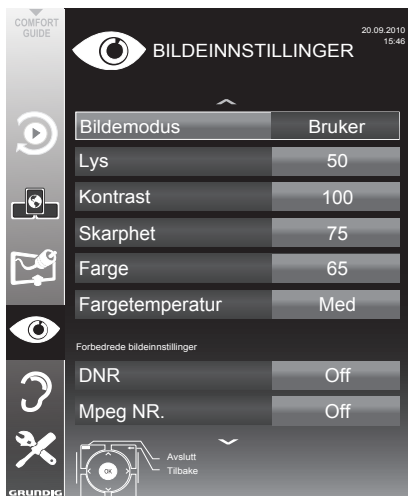 COMFORT
GUIDE
BILDEINNSTILLINGER
20.09.2010
15:46
Bildemodus Bruker
Lys 50
Kontrast 100
Skarphet 75
Farge 65
Fargetemperatur Med
Forbedrede bildeinnstillinger
DNR Off
Mpeg NR. Off
Avslutt
OK Tilbake
GRUNDIG